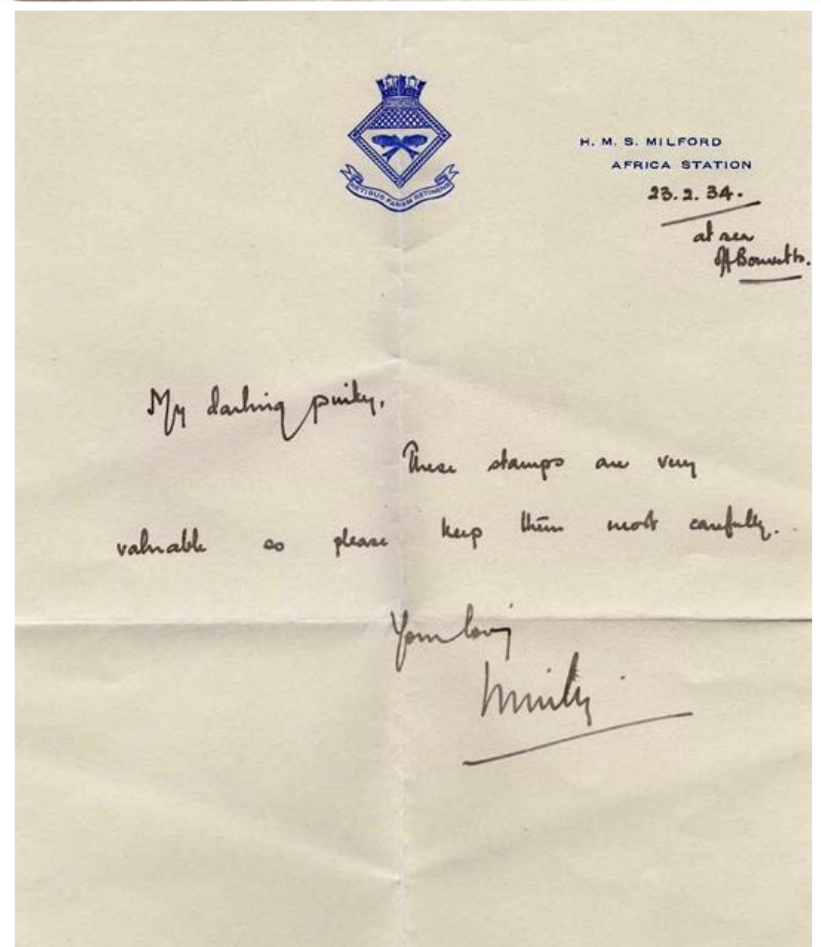 H. M. S. MILFORD
AFRICA STATION
23.2.34.
at sea
off
My darling
These stamps are very
valuable so please keep them most carefully.
Your